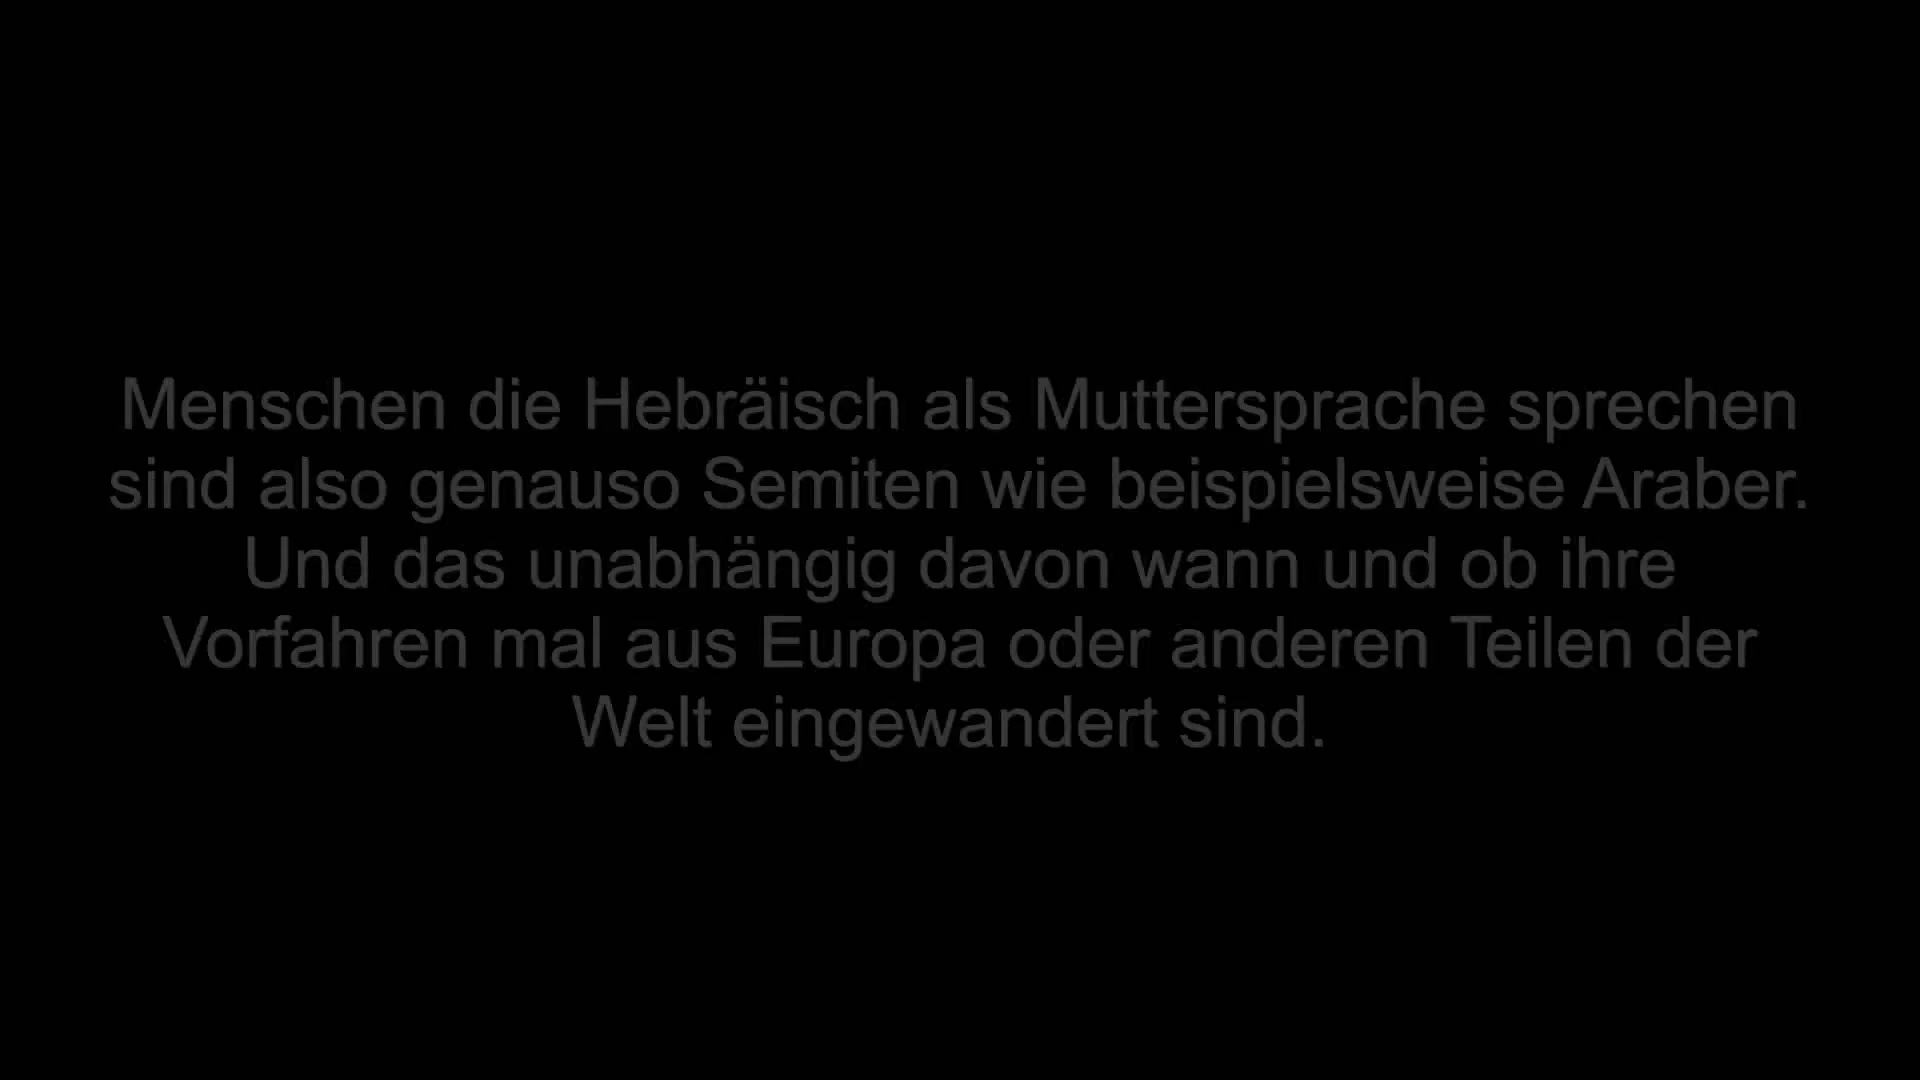 Menschen die Hebräisch als Muttersprache sprechen
sind also genauso Semiten wie beispielsweise Araber.
Und das unabhängig davon wann und ob ihre
Vorfahren mal aus Europa oder anderen Teilen der
Welt eingewandert sind.